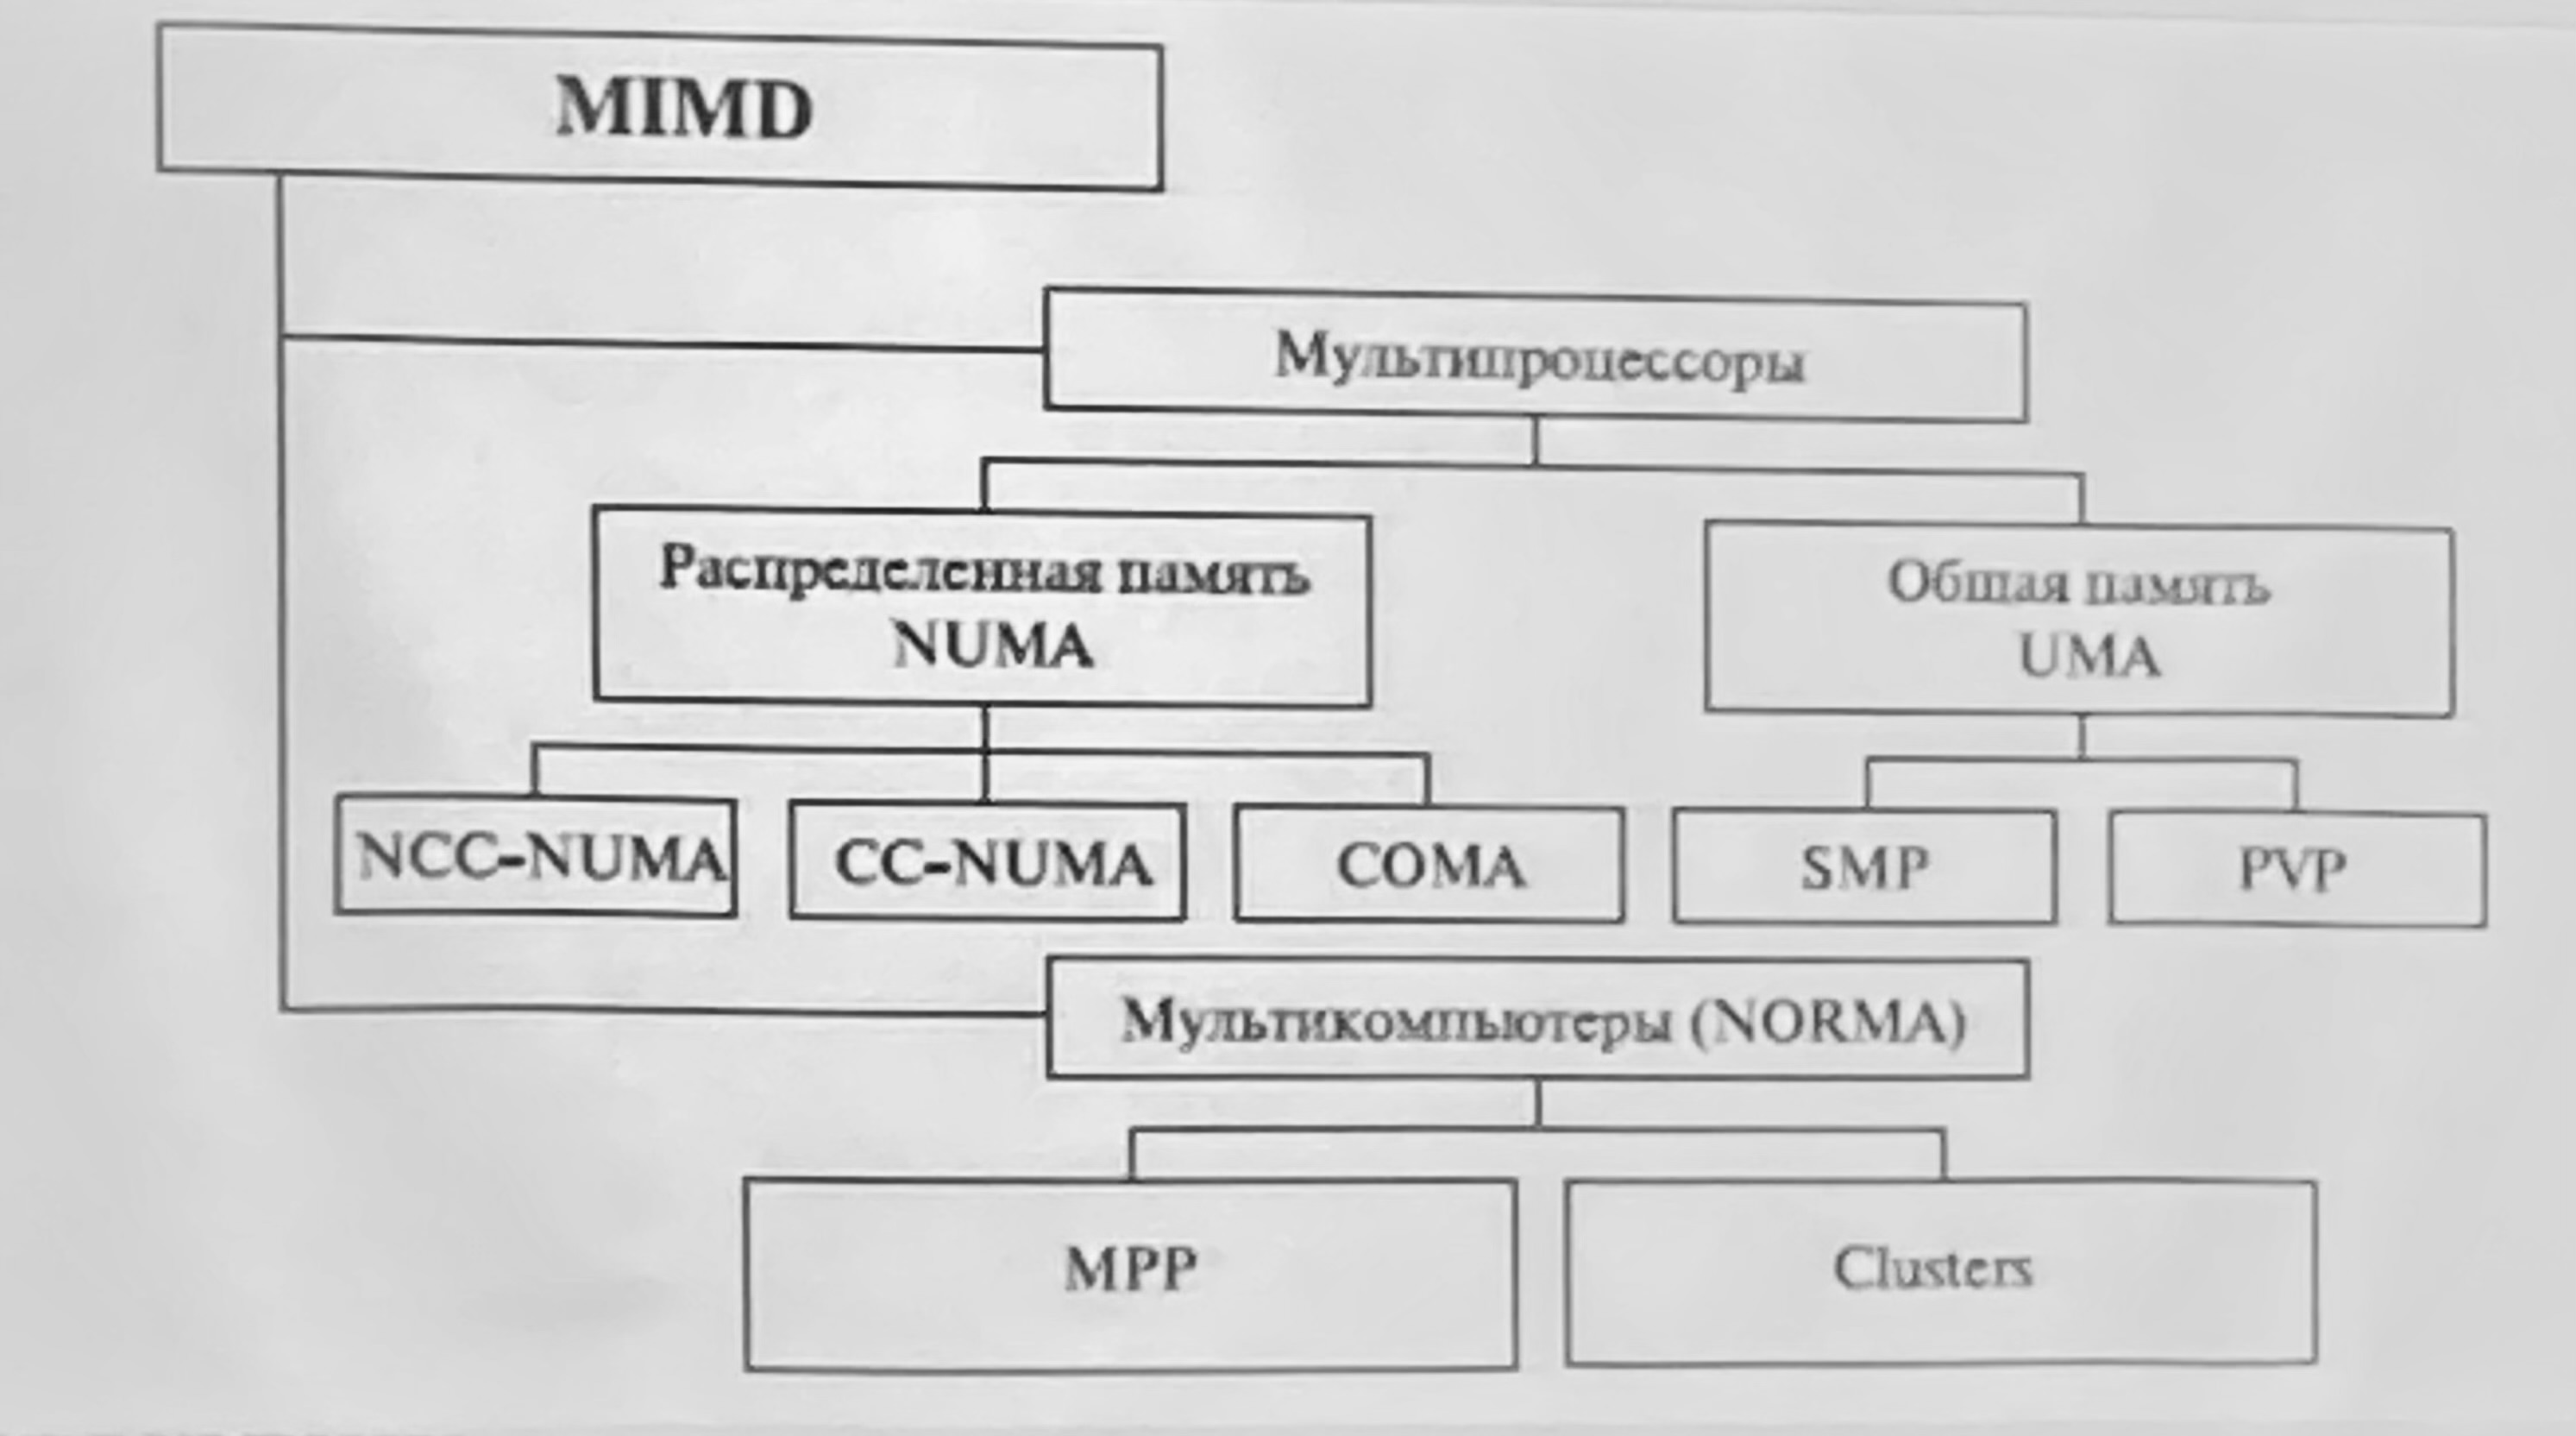 MIMD
Мультипроцессоры
Распределенная память
NUMA
Общая память
UMA
NCC-NUMA
CC-NUMA
COMA
SMP
PVP
Мультикомпьютеры (NORMA)
MPP
Clusters